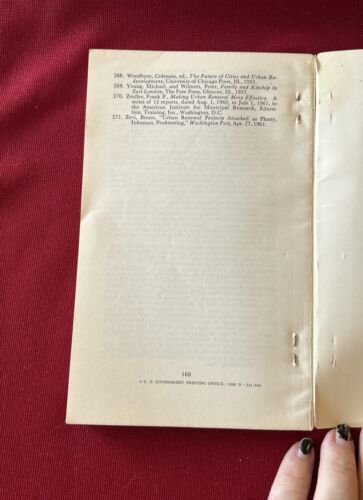 268. Woodbury, Coleman, ed., The Future of Cities and Urban Re-
development, University of Chicago Press, Ill., 1953.
269. Young, Michael, and Wilmott, Peter, Family and Kinship in
East London, The Free Press, Glencoe, Ill., 1957.
270. Zeidler, Frank P., Making Urban Renewal More Effective. A
series of 12 reports, dated Aug. 1, 1960, to July 1, 1961, to
the American Institute for Municipal Research, Educa-
tion, Training, Inc., Washington, D.C.
271. Zevi, Bruno, "Urban Renewal Projects Attacked as Phony,
Inhuman, Profiteering," Washington Post, Apr. 27, 1961.
166
U. S. GOVERNMENT PRINTING OFFICE :